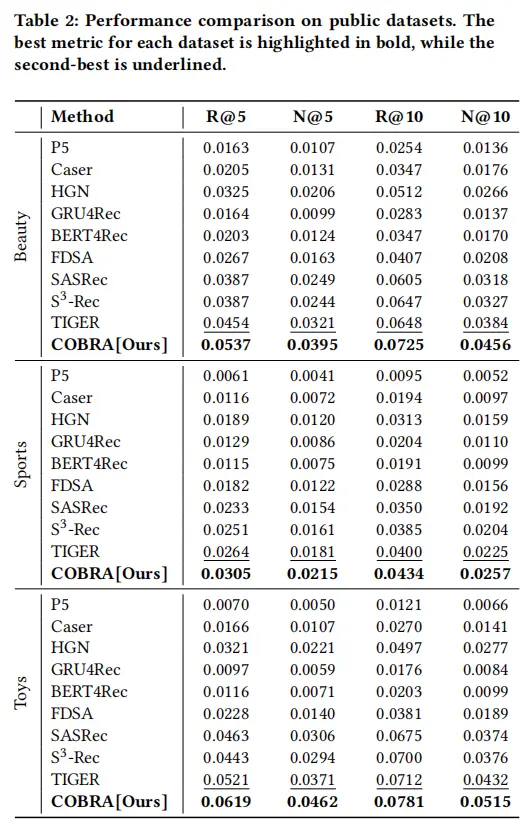 Table 2: Performance comparison on public datasets. The
best metric for each dataset is highlighted in bold, while the
second-best is underlined.
Method R@5 N@5 R@10 N@10
Beauty
P5 0.0163 0.0107 0.0254 0.0136
Caser 0.0205 0.0131 0.0347 0.0176
HGN 0.0325 0.0206 0.0512 0.0266
GRU4Rec 0.0164 0.0099 0.0283 0.0137
BERT4Rec 0.0203 0.0124 0.0347 0.0170
FDSA 0.0267 0.0163 0.0407 0.0208
SASRec 0.0387 0.0249 0.0605 0.0318
S³-Rec 0.0387 0.0244 0.0647 0.0327
TIGER 0.0454 0.0321 0.0648 0.0384
COBRA[Ours] 0.0537 0.0395 0.0725 0.0456
Sports
P5 0.0061 0.0041 0.0095 0.0052
Caser 0.0116 0.0072 0.0194 0.0097
HGN 0.0189 0.0120 0.0313 0.0159
GRU4Rec 0.0129 0.0086 0.0204 0.0110
BERT4Rec 0.0115 0.0075 0.0191 0.0099
FDSA 0.0182 0.0122 0.0288 0.0156
SASRec 0.0233 0.0154 0.0350 0.0192
S³-Rec 0.0251 0.0161 0.0385 0.0204
TIGER 0.0264 0.0181 0.0400 0.0225
COBRA[Ours] 0.0305 0.0215 0.0434 0.0257
Toys
P5 0.0070 0.0050 0.0121 0.0066
Caser 0.0166 0.0107 0.0270 0.0141
HGN 0.0321 0.0221 0.0497 0.0277
GRU4Rec 0.0097 0.0059 0.0176 0.0084
BERT4Rec 0.0116 0.0071 0.0203 0.0099
FDSA 0.0228 0.0140 0.0381 0.0189
SASRec 0.0463 0.0306 0.0675 0.0374
S³-Rec 0.0443 0.0294 0.0700 0.0376
TIGER 0.0521 0.0371 0.0712 0.0432
COBRA[Ours] 0.0619 0.0462 0.0781 0.0515